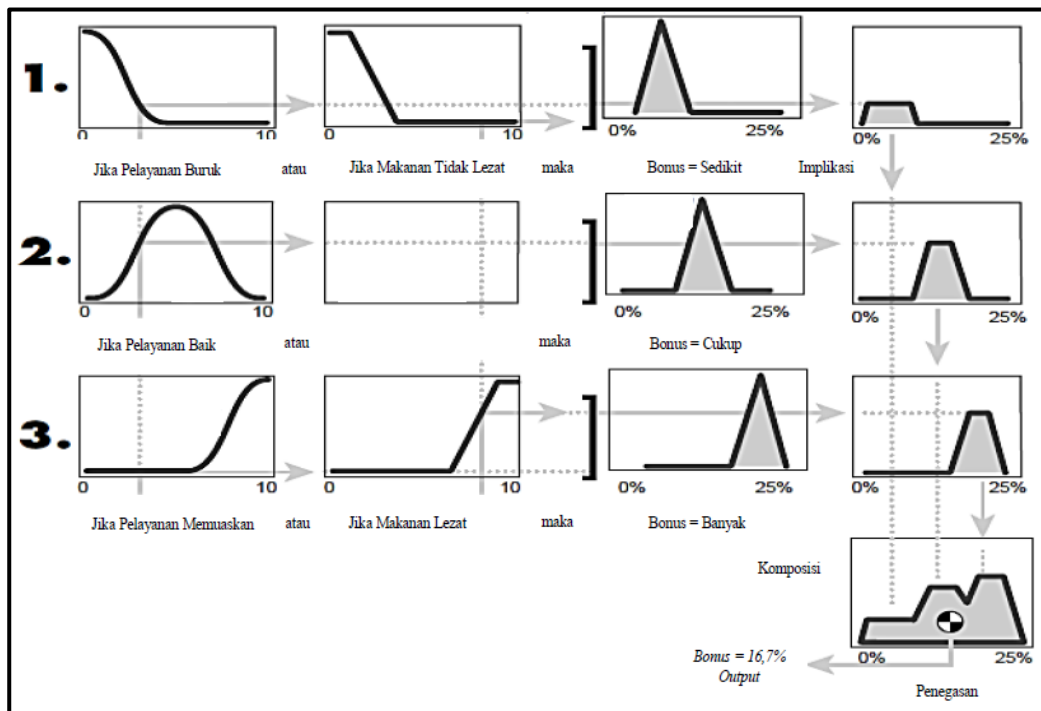 1.
0 10
0 10
0% 25%
0% 25%
Jika Pelayanan Buruk atau Jika Makanan Tidak Lezat maka Bonus = Sedikit Implikasi
2.
0 10
0% 25%
0% 25%
Jika Pelayanan Baik atau maka Bonus = Cukup
3.
0 10
0 10
0% 25%
0% 25%
Jika Pelayanan Memuaskan atau Jika Makanan Lezat maka Bonus = Banyak
Komposisi
0% 25%
Bonus = 16,7%
Output
Penegasan